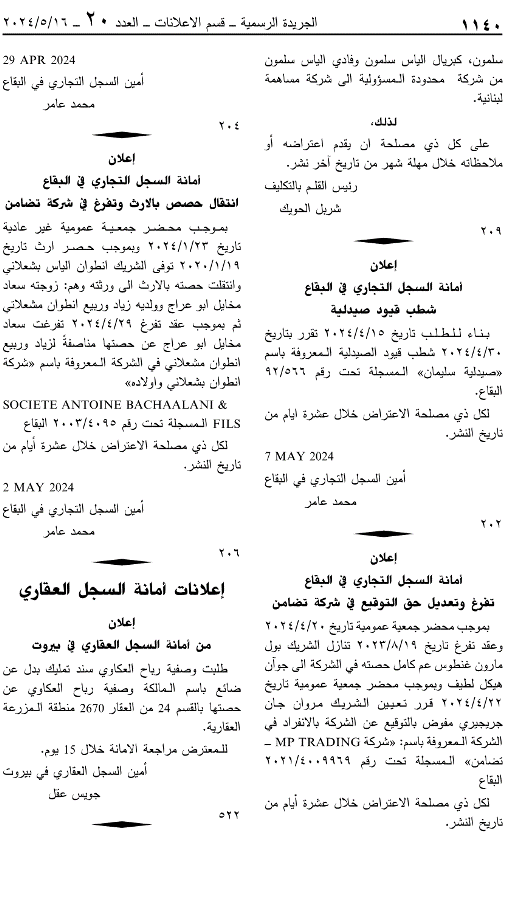 ١١٤٠ الجريدة الرسمية ـ قسم الاعلانات ـ العدد ٢٠ ـ ٢٠٢٤/٥/١٦
سلمون، كبريال الياس سلمون وفادي الياس سلمون
من شركة محدودة المسؤولية الى شركة مساهمة
لبنانية.
لذلك،
على كل ذي مصلحة ان يقدم اعتراضه أو
ملاحظاته خلال مهلة شهر من تاريخ آخر نشر.
رئيس القلم بالتكليف
شربل الحويك
٢٠٩
إعلان
أمانة السجل التجاري في البقاع
شطب قيود صيدلية
بناء للطلب تاريخ ٢٠٢٤/٤/١٥ تقرر بتاريخ
٢٠٢٤/٤/٣٠ شطب قيود الصيدلية المعروفة باسم
«صيدلية سليمان» المسجلة تحت رقم ٩٢/٥٦٦
البقاع.
لكل ذي مصلحة الاعتراض خلال عشرة ايام من
تاريخ النشر.
7 MAY 2024
أمين السجل التجاري في البقاع
محمد عامر
٢٠٢
إعلان
أمانة السجل التجاري في البقاع
تفرغ وتعديل حق التوقيع في شركة تضامن
بموجب محضر جمعية عمومية تاريخ ٢٠٢٤/٤/٢٠
وعقد تفرغ تاريخ ٢٠٢٣/٨/١٩ تنازل الشريك بول
مارون غنطوس عم كامل حصته في الشركة الى جوآن
هيكل لطيف وبموجب محضر جمعية عمومية تاريخ
٢٠٢٤/٤/٢٢ قرر تعيين الشريك مروان جان
جريجيري مفوض بالتوقيع عن الشركة بالانفراد في
الشركة المعروفة باسم: «شركة MP TRADING ـ
تضامن» المسجلة تحت رقم ٢٠٢١/٤٠٠٩٩٦٩
البقاع
لكل ذي مصلحة الاعتراض خلال عشرة أيام من
تاريخ النشر.
29 APR 2024
أمين السجل التجاري في البقاع
محمد عامر
٢٠٤
إعلان
أمانة السجل التجاري في البقاع
انتقال حصص بالارث وتفرغ في شركة تضامن
بموجب محضر جمعية عمومية غير عادية
تاريخ ٢٠٢٤/١/٢٣ وبموجب حصر ارث تاريخ
٢٠٢٠/١/١٩ توفى الشريك انطوان الياس بشعلاني
وانتقلت حصته بالارث الى ورثته وهم: زوجته سعاد
مخايل ابو عراج وولديه زياد وربيع انطوان مشعلاني
ثم بموجب عقد تفرغ ٢٠٢٤/٤/٢٩ تفرغت سعاد
مخايل ابو عراج عن حصتها مناصفةً لزياد وربيع
انطوان مشعلاني في الشركة المعروفة باسم «شركة
انطوان بشعلاني وأولاده»
SOCIETE ANTOINE BACHAALANI &
FILS المسجلة تحت رقم ٢٠٠٣/٤٠٩٥ البقاع
لكل ذي مصلحة الاعتراض خلال عشرة أيام من
تاريخ النشر.
2 MAY 2024
أمين السجل التجاري في البقاع
محمد عامر
٢٠٦
إعلانات أمانة السجل العقاري
إعلان
من أمانة السجل العقاري في بيروت
طلبت وصفية رباح العكاوي سند تمليك بدل عن
ضائع باسم المالكة وصفية رباح العكاوي عن
حصتها بالقسم 24 من العقار 2670 منطقة المزرعة
العقارية.
للمعترض مراجعة الامانة خلال 15 يوم.
أمين السجل العقاري في بيروت
جويس عقل
٥٢٢